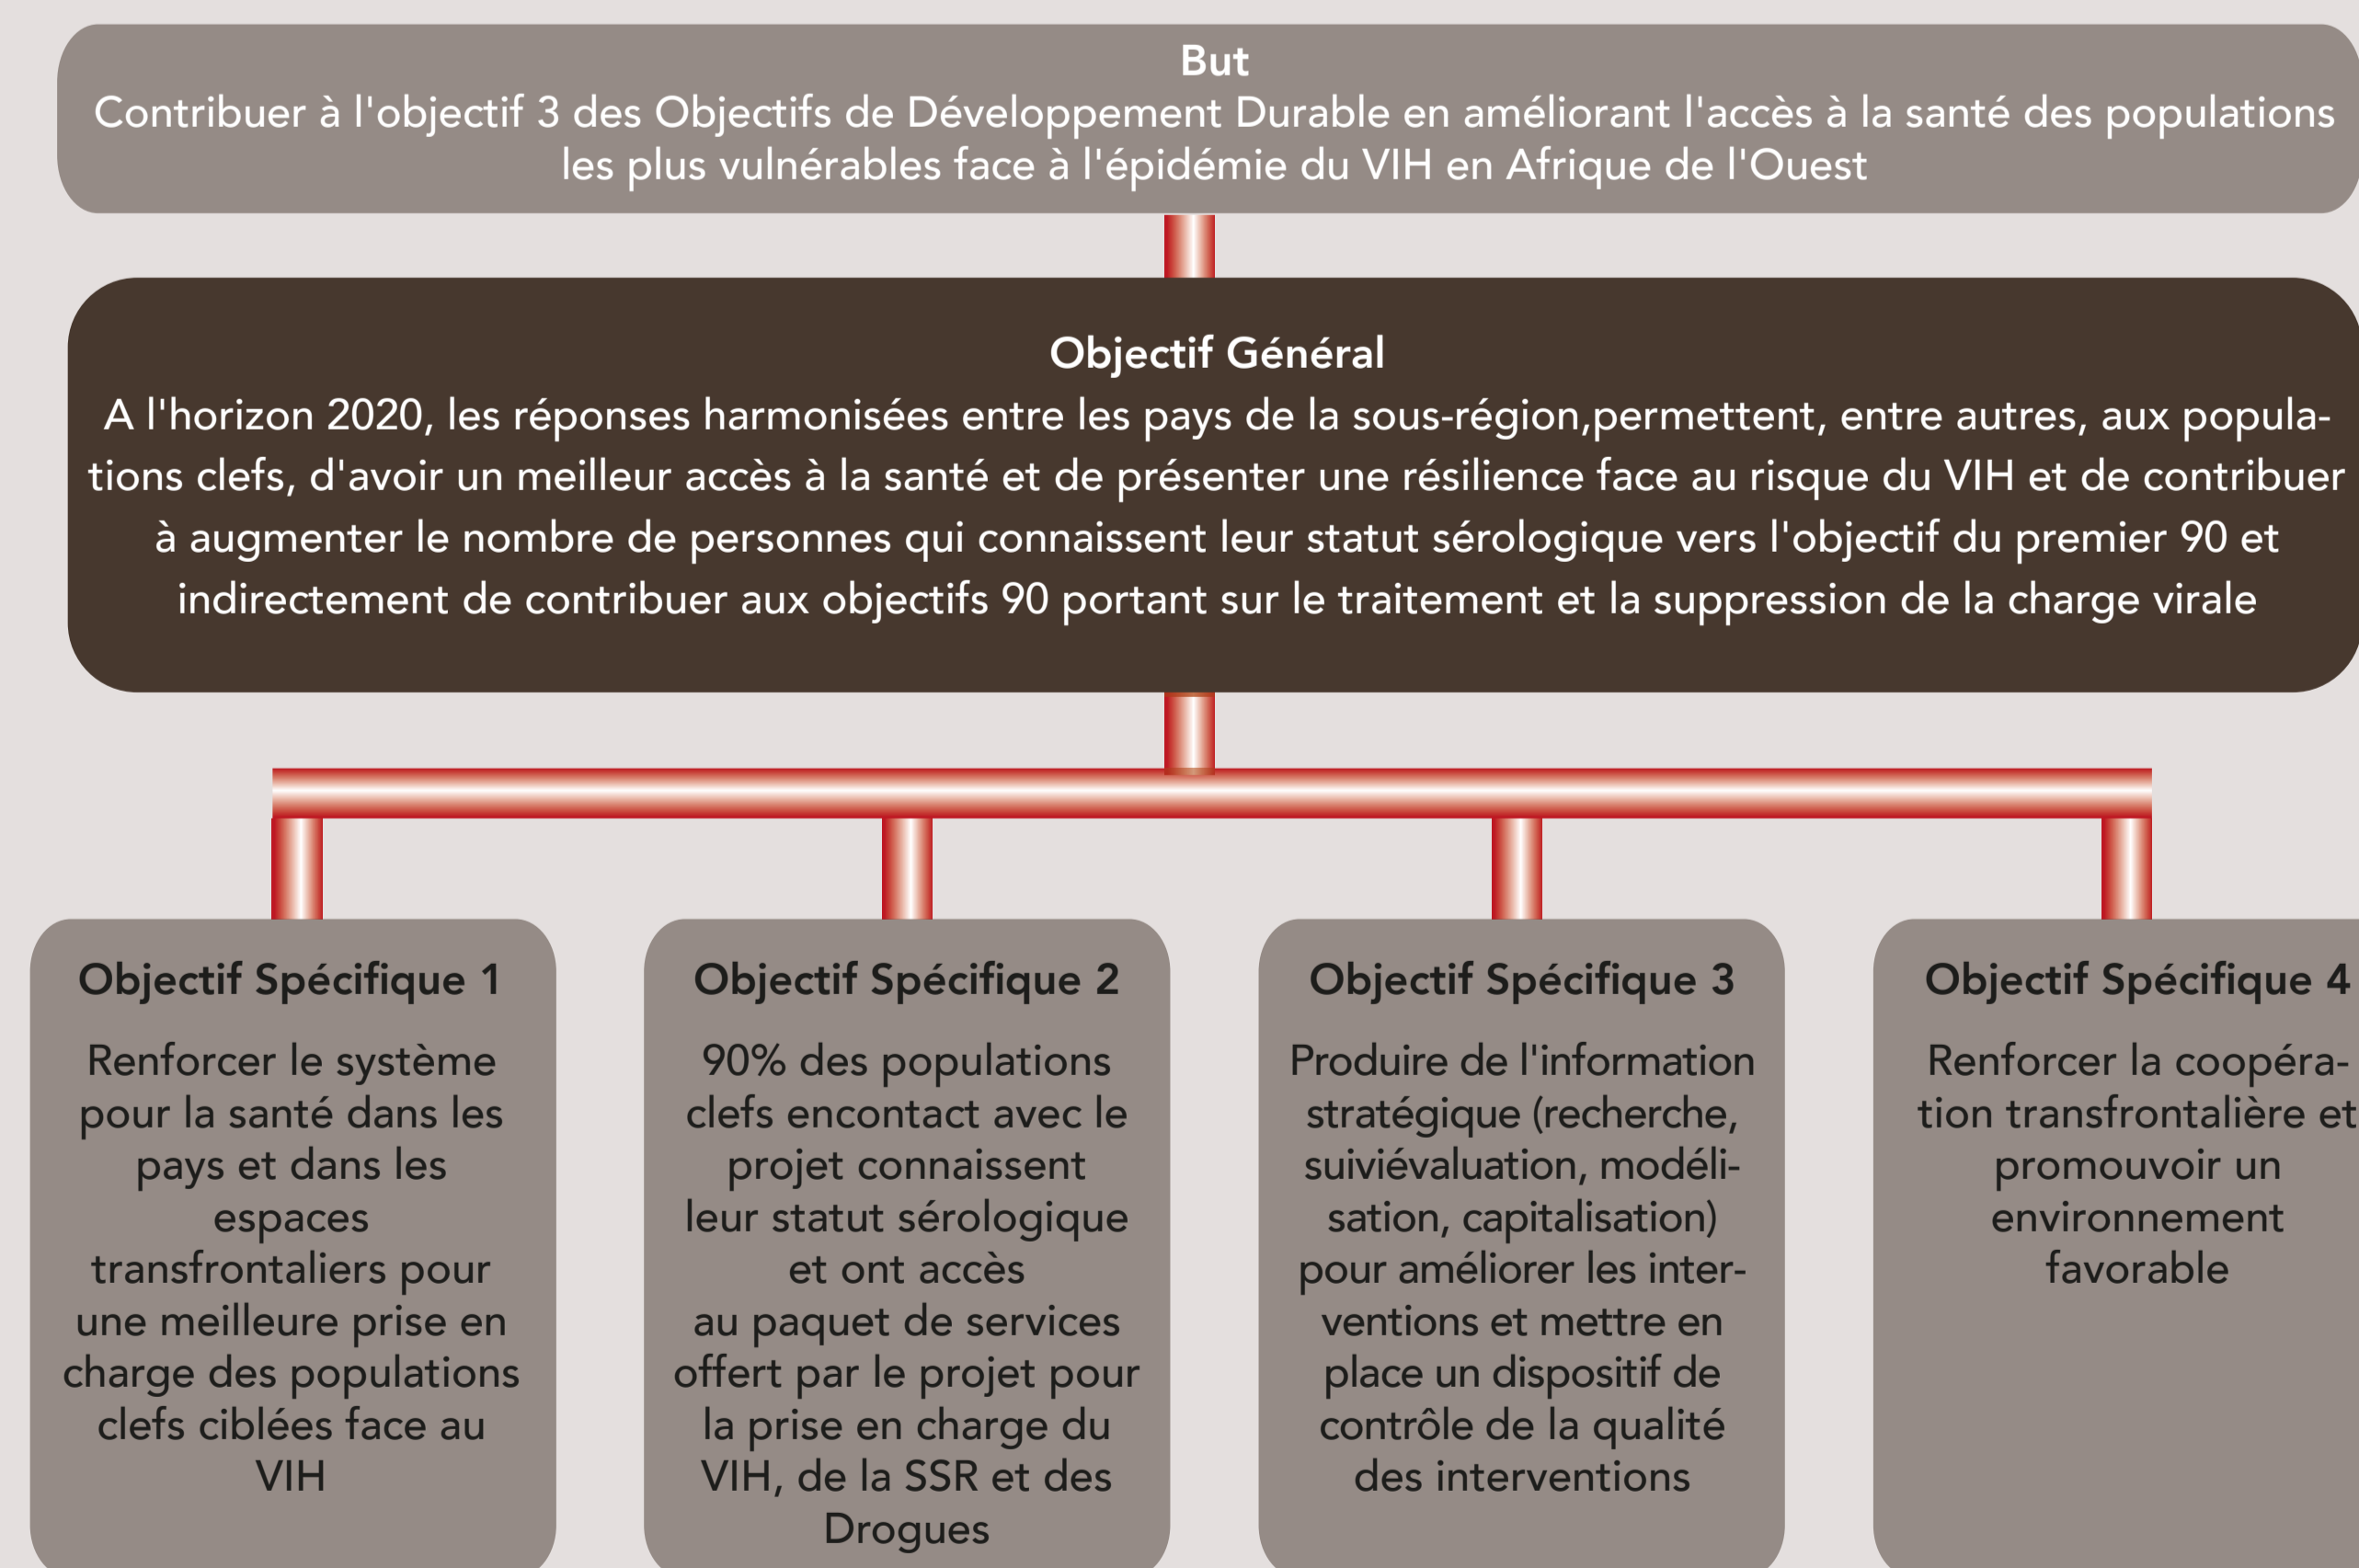 But
Contribuer à l'objectif 3 des Objectifs de Développement Durable en améliorant l'accès à la santé des populations
les plus vulnérables face à l'épidémie du VIH en Afrique de l'Ouest
Objectif Général
A l'horizon 2020, les réponses harmonisées entre les pays de la sous-région,permettent, entre autres, aux popula-
tions clefs, d'avoir un meilleur accès à la santé et de présenter une résilience face au risque du VIH et de contribuer
à augmenter le nombre de personnes qui connaissent leur statut sérologique vers l'objectif du premier 90 et
indirectement de contribuer aux objectifs 90 portant sur le traitement et la suppression de la charge virale
Objectif Spécifique 1
Renforcer le système
pour la santé dans les
pays et dans les
espaces
transfrontaliers pour
une meilleure prise en
charge des populations
clefs ciblées face au
VIH
Objectif Spécifique 2
90% des populations
clefs encontact avec le
projet connaissent
leur statut sérologique
et ont accès
au paquet de services
offert par le projet pour
la prise en charge du
VIH, de la SSR et des
Drogues
Objectif Spécifique 3
Produire de l'information
stratégique (recherche,
suiviévaluation, modéli-
sation, capitalisation)
pour améliorer les inter-
ventions et mettre en
place un dispositif de
contrôle de la qualité
des interventions
Objectif Spécifique 4
Renforcer la coopéra-
tion transfrontalière et
promouvoir un
environnement
favorable